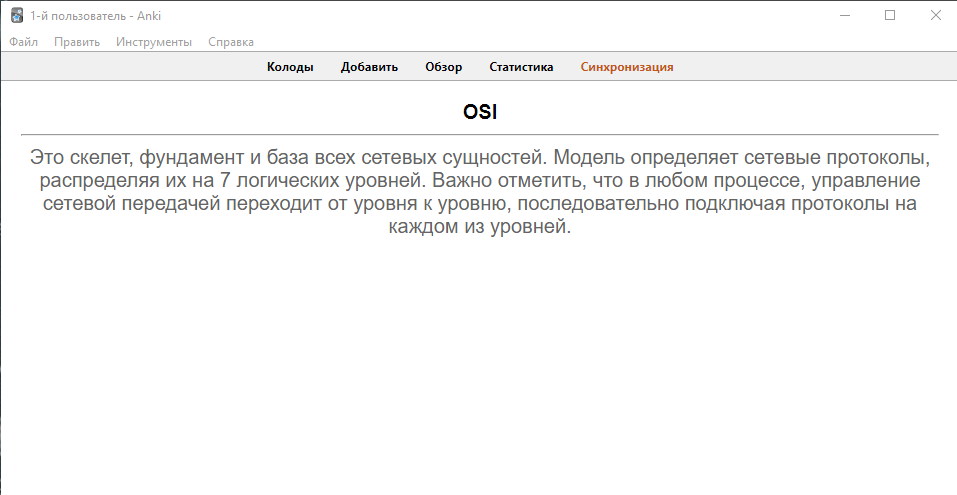 1-й пользователь - Anki
Файл Править Инструменты Справка
Колоды Добавить Обзор Статистика Синхронизация
OSI
Это скелет, фундамент и база всех сетевых сущностей. Модель определяет сетевые протоколы,
распределяя их на 7 логических уровней. Важно отметить, что в любом процессе, управление
сетевой передачей переходит от уровня к уровню, последовательно подключая протоколы на
каждом из уровней.